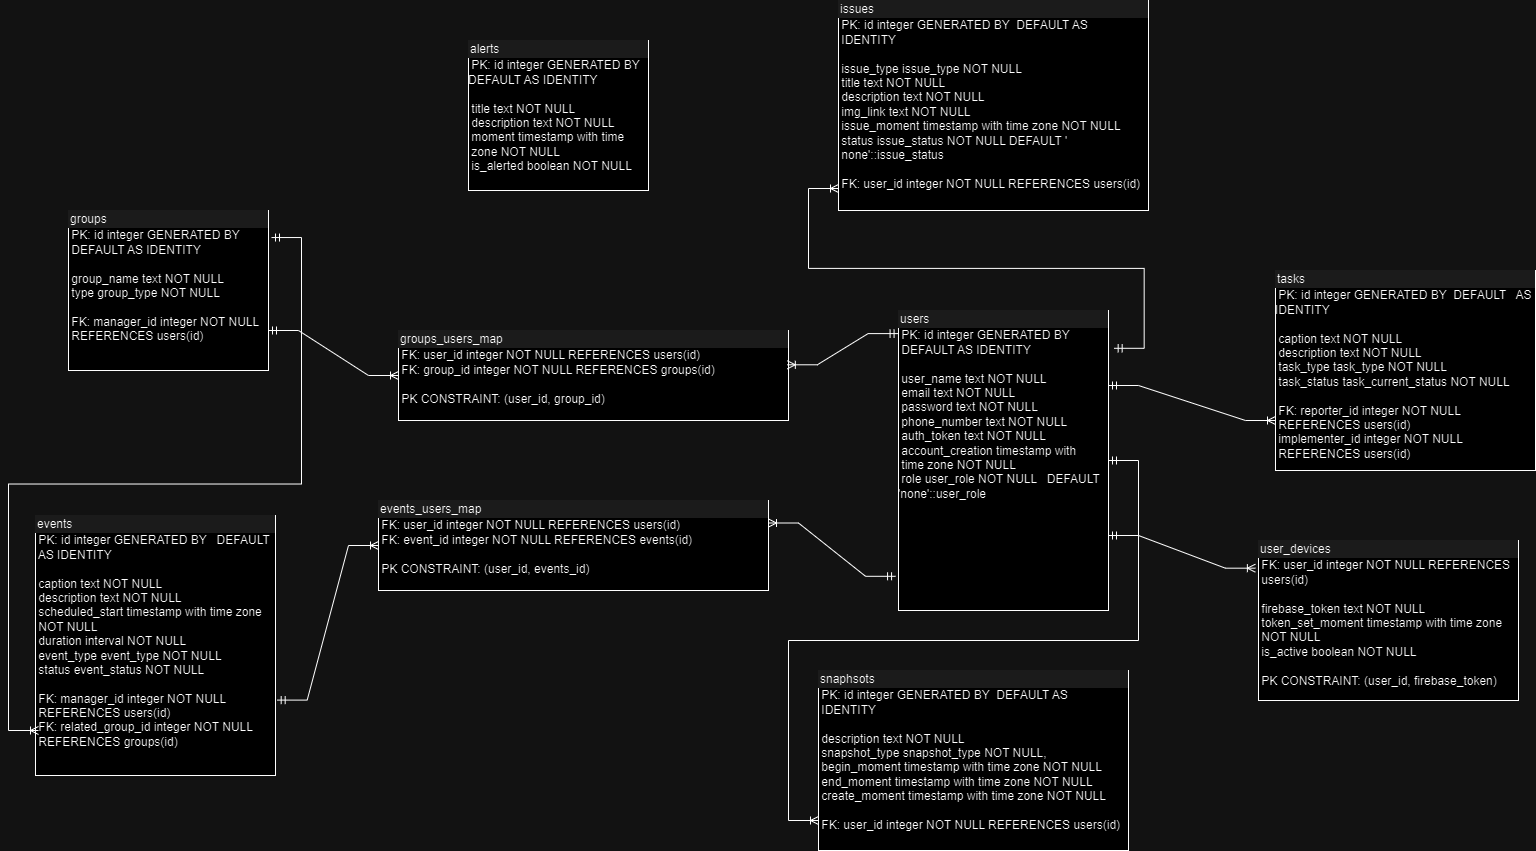 issues
PK: id integer GENERATED BY  DEFAULT AS
IDENTITY
issue_type issue_type NOT NULL
title text NOT NULL
description text NOT NULL
img_link text NOT NULL
issue_moment timestamp with time zone NOT NULL
status issue_status NOT NULL DEFAULT '
none'::issue_status
FK: user_id integer NOT NULL REFERENCES users(id)
alerts
PK: id integer GENERATED BY
DEFAULT AS IDENTITY
title text NOT NULL
description text NOT NULL
moment timestamp with time
zone NOT NULL
is_alerted boolean NOT NULL
groups
PK: id integer GENERATED BY
DEFAULT AS IDENTITY
group_name text NOT NULL
type group_type NOT NULL
FK: manager_id integer NOT NULL
REFERENCES users(id)
groups_users_map
FK: user_id integer NOT NULL REFERENCES users(id)
FK: group_id integer NOT NULL REFERENCES groups(id)
PK CONSTRAINT: (user_id, group_id)
users
PK: id integer GENERATED BY
DEFAULT AS IDENTITY
user_name text NOT NULL
email text NOT NULL
password text NOT NULL
phone_number text NOT NULL
auth_token text NOT NULL
account_creation timestamp with
time zone NOT NULL
role user_role NOT NULL   DEFAULT
'none'::user_role
tasks
PK: id integer GENERATED BY  DEFAULT   AS
IDENTITY
caption text NOT NULL
description text NOT NULL
task_type task_type NOT NULL
task_status task_current_status NOT NULL
FK: reporter_id integer NOT NULL
REFERENCES users(id)
implementer_id integer NOT NULL
REFERENCES users(id)
events
PK: id integer GENERATED BY   DEFAULT
AS IDENTITY
caption text NOT NULL
description text NOT NULL
scheduled_start timestamp with time zone
NOT NULL
duration interval NOT NULL
event_type event_type NOT NULL
status event_status NOT NULL
FK: manager_id integer NOT NULL
REFERENCES users(id)
FK: related_group_id integer NOT NULL
REFERENCES groups(id)
events_users_map
FK: user_id integer NOT NULL REFERENCES users(id)
FK: event_id integer NOT NULL REFERENCES events(id)
PK CONSTRAINT: (user_id, events_id)
user_devices
FK: user_id integer NOT NULL REFERENCES
users(id)
firebase_token text NOT NULL
token_set_moment timestamp with time zone
NOT NULL
is_active boolean NOT NULL
PK CONSTRAINT: (user_id, firebase_token)
snaphsots
PK: id integer GENERATED BY  DEFAULT AS
IDENTITY
description text NOT NULL
snapshot_type snapshot_type NOT NULL,
begin_moment timestamp with time zone NOT NULL
end_moment timestamp with time zone NOT NULL
create_moment timestamp with time zone NOT NULL
FK: user_id integer NOT NULL REFERENCES users(id)